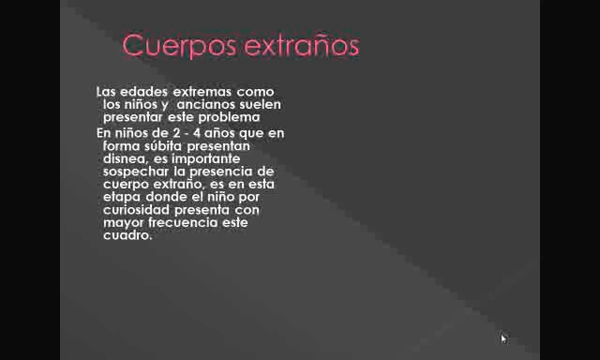 Cuerpos extraños
Las edades extremas como
los niños y ancianos suelen
presentar este problema
En niños de 2 - 4 años que en
forma súbita presentan
disnea, es importante
sospechar la presencia de
cuerpo extraño, es en esta
etapa donde el niño por
curiosidad presenta con
mayor frecuencia este
cuadro.